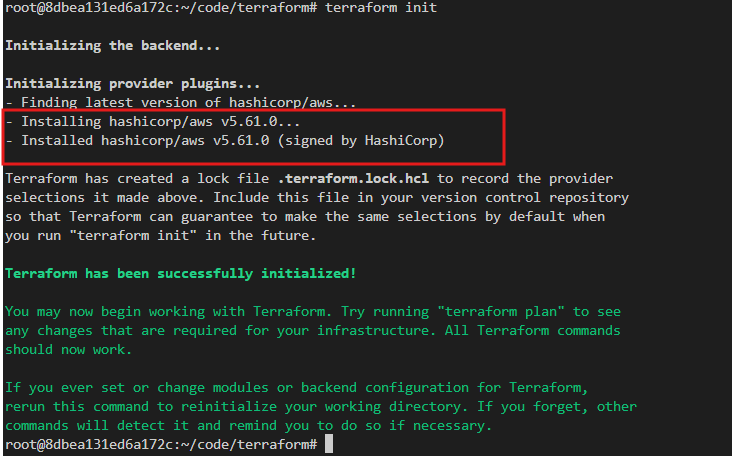 root@8dbea131ed6a172c:~/code/terraform# terraform init
Initializing the backend...
Initializing provider plugins...
- Finding latest version of hashicorp/aws...
- Installing hashicorp/aws v5.61.0...
- Installed hashicorp/aws v5.61.0 (signed by HashiCorp)
Terraform has created a lock file .terraform.lock.hcl to record the provider
selections it made above. Include this file in your version control repository
so that Terraform can guarantee to make the same selections by default when
you run "terraform init" in the future.
Terraform has been successfully initialized!
You may now begin working with Terraform. Try running "terraform plan" to see
any changes that are required for your infrastructure. All Terraform commands
should now work.
If you ever set or change modules or backend configuration for Terraform,
rerun this command to reinitialize your working directory. If you forget, other
commands will detect it and remind you to do so if necessary.
root@8dbea131ed6a172c:~/code/terraform#